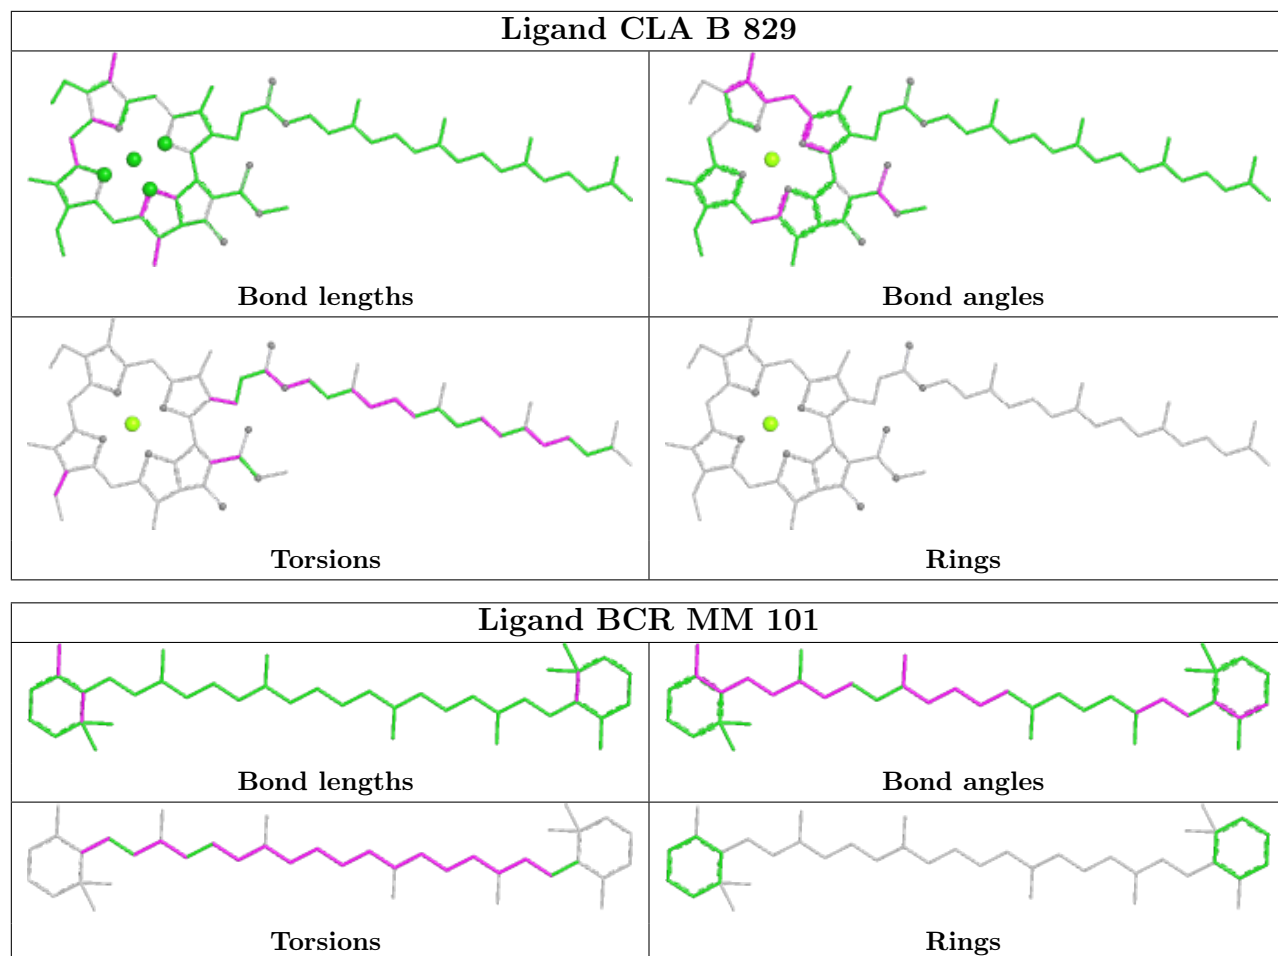 Ligand CLA B 829
Bond lengths
Bond angles
Torsions
Rings
Ligand BCR MM 101
Bond lengths
Bond angles
Torsions
Rings